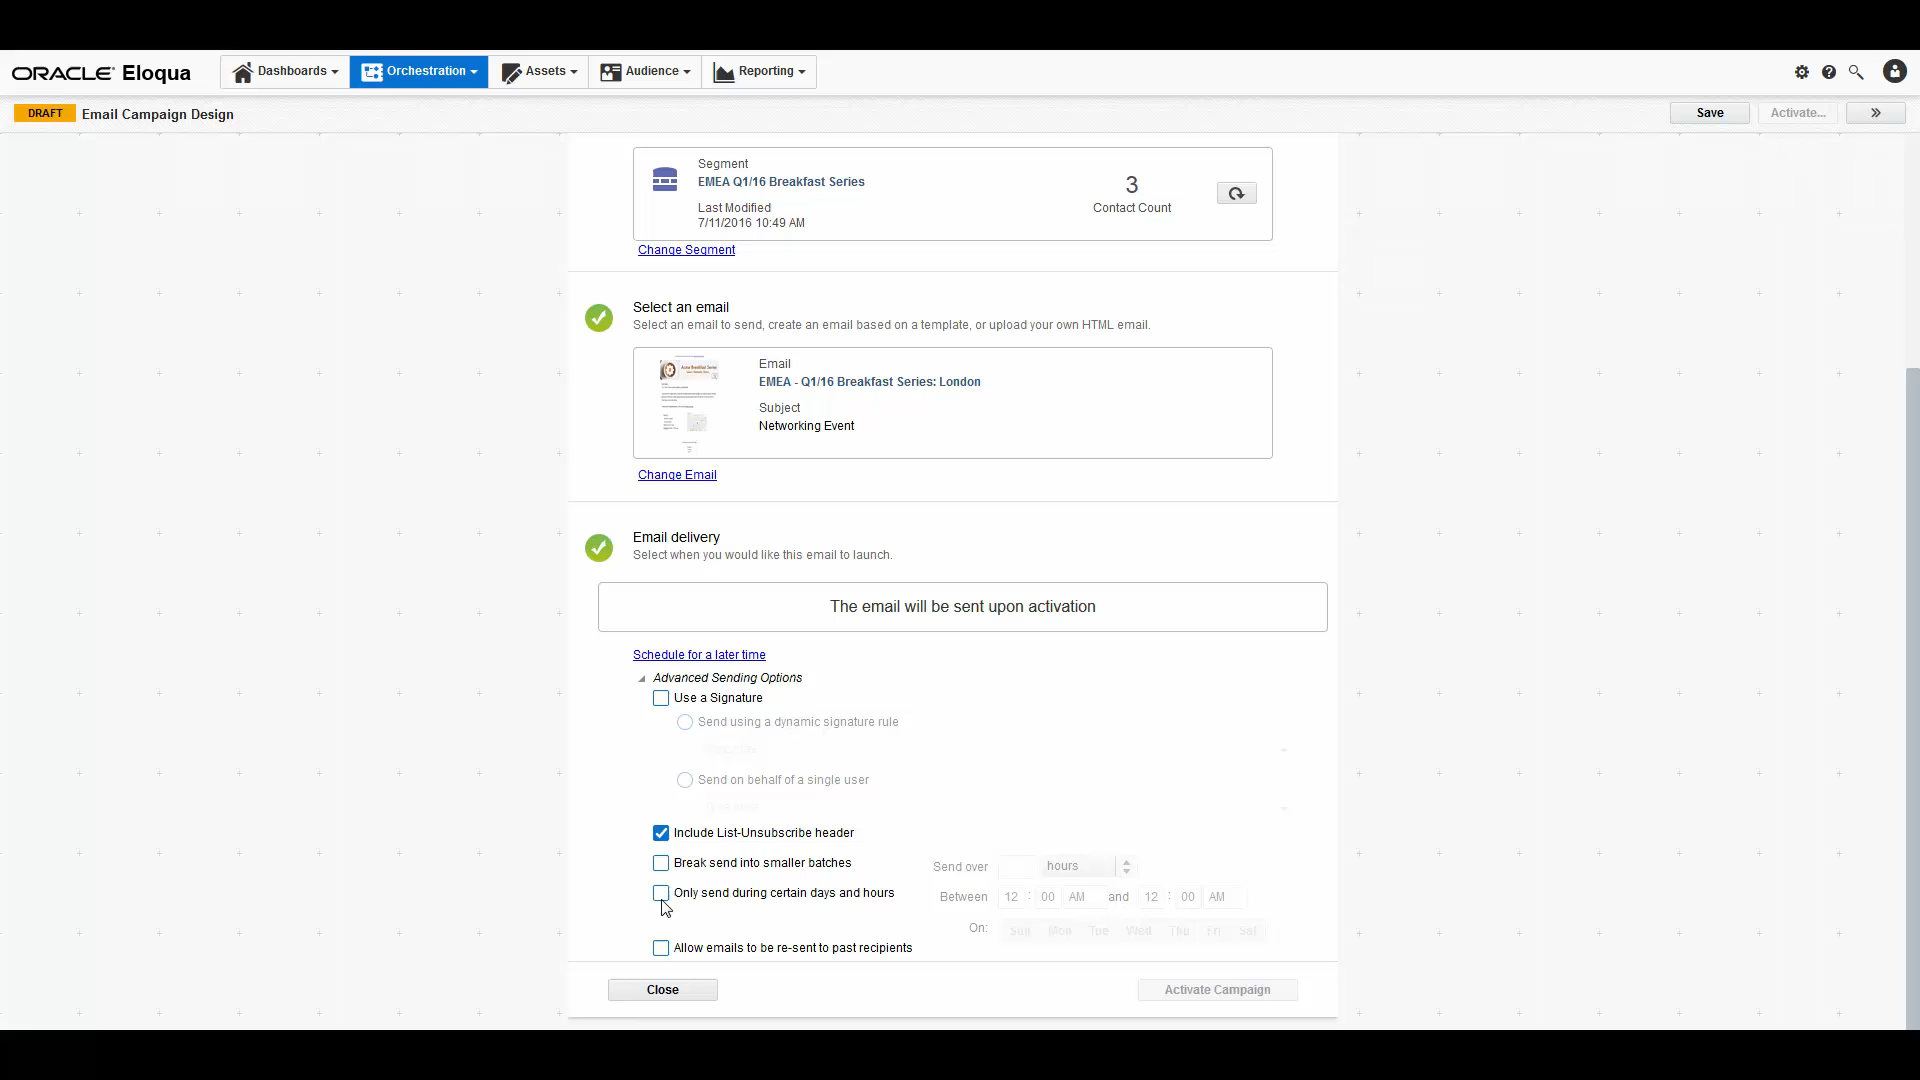 ORACLE Eloqua
Dashboards
Orchestration
Assets
Audience
Reporting
DRAFT
Email Campaign Design
Save
Activate...
Segment
EMEA Q1/16 Breakfast Series
Last Modified
7/11/2016 10:49 AM
3
Contact Count
Change Segment
Select an email
Select an email to send, create an email based on a template, or upload your own HTML email.
Email
EMEA - Q1/16 Breakfast Series: London
Subject
Networking Event
Change Email
Email delivery
Select when you would like this email to launch.
The email will be sent upon activation
Schedule for a later time
Advanced Sending Options
Use a Signature
Send using a dynamic signature rule
Send on behalf of a single user
Include List-Unsubscribe header
Break send into smaller batches
Send over hours
Only send during certain days and hours
Between 12 : 00 AM and 12 : 00 AM
On: Sun Mon Tue Wed Thu Fri Sat
Allow emails to be re-sent to past recipients
Close
Activate Campaign